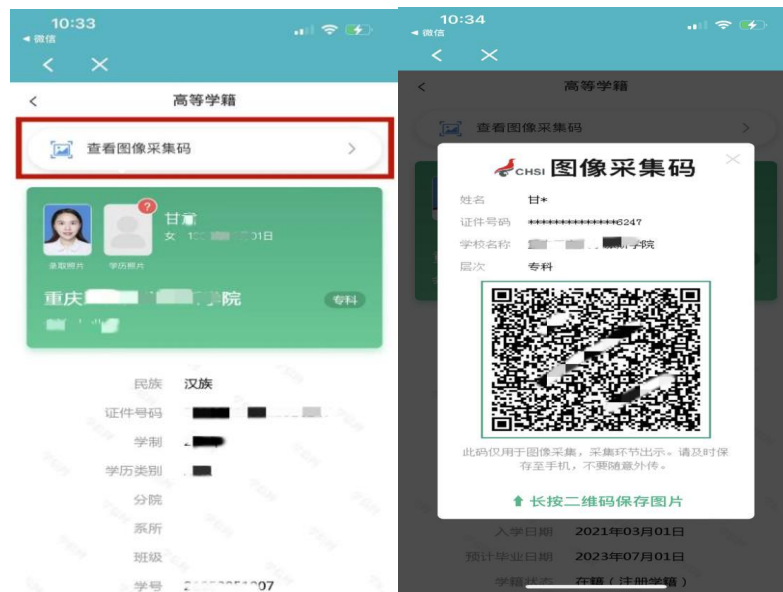 10:33
微信
高等学籍
查看图像采集码
?
甘
女 1 01日
录取照片 学历照片
重庆 院
专科
民族 汉族
证件号码
学制
学历类别
分院
系所
班级
学号 07
10:34
微信
高等学籍
查看图像采集码
CHSI 图像采集码
姓名 甘*
证件号码 **************6247
学校名称 学院
层次 专科
此码仅用于图像采集，采集环节出示。请及时保
存至手机，不要随意外传。
长按二维码保存图片
入学日期 2021年03月01日
预计毕业日期 2023年07月01日
学籍状态 在籍（注册学籍）